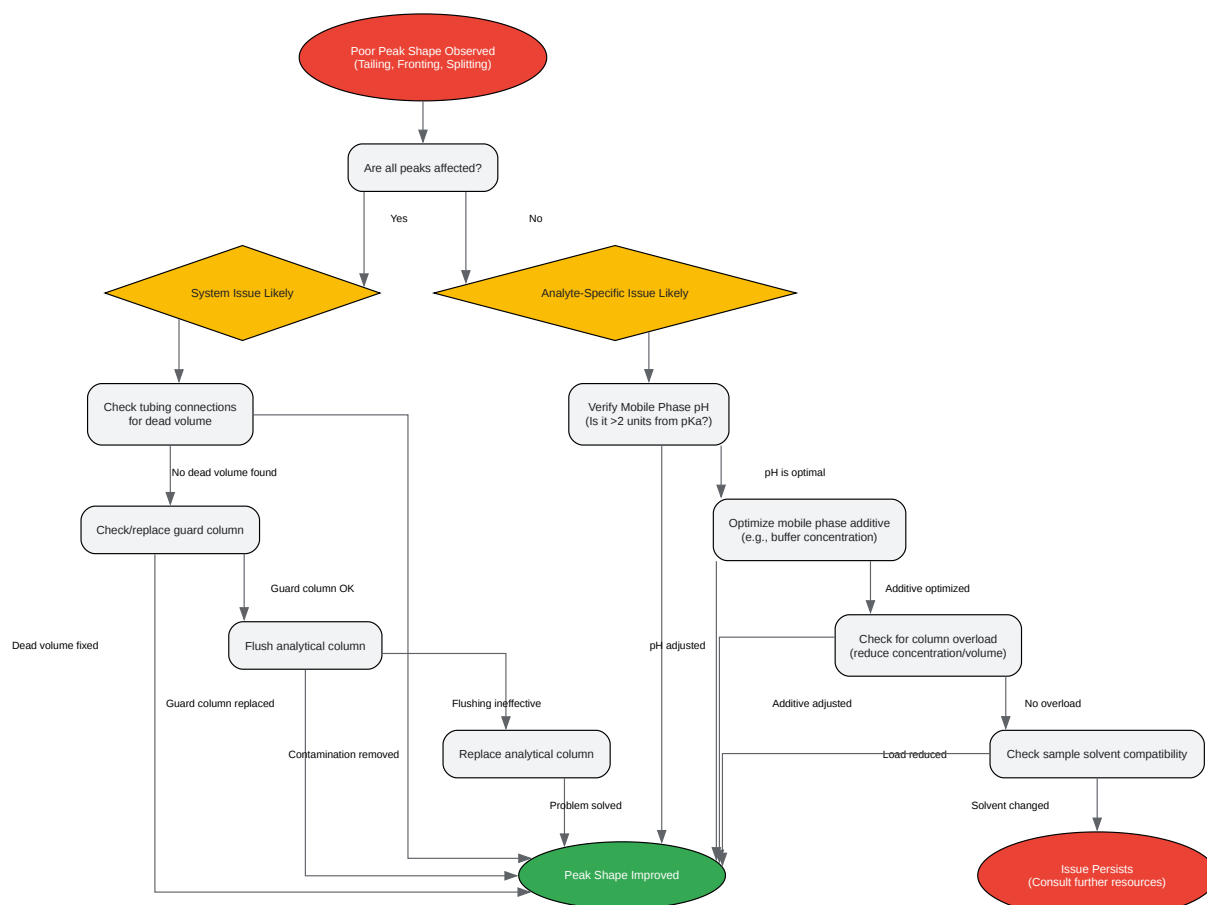 Poor Peak Shape Observed
(Tailing, Fronting, Splitting)
Are all peaks affected?
Yes
No
System Issue Likely
Analyte-Specific Issue Likely
Check tubing connections
for dead volume
Verify Mobile Phase pH
(Is it >2 units from pKa?)
No dead volume found
pH is optimal
Check/replace guard column
Optimize mobile phase additive
(e.g., buffer concentration)
Guard column OK
Additive optimized
Dead volume fixed
Flush analytical column
pH adjusted
Check for column overload
(reduce concentration/volume)
Guard column replaced
Flushing ineffective
Additive adjusted
No overload
Contamination removed
Replace analytical column
Load reduced
Check sample solvent compatibility
Problem solved
Solvent changed
Peak Shape Improved
Issue Persists
(Consult further resources)